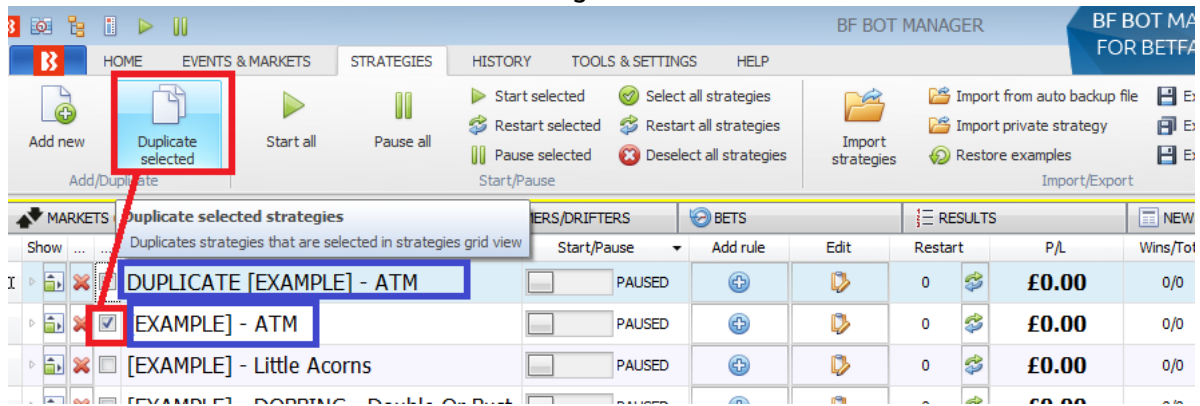 BF BOT MANAGER
BF BOT MA
FOR BETFA
HOME EVENTS & MARKETS STRATEGIES HISTORY TOOLS & SETTINGS HELP
Add new
Duplicate selected
Start all
Pause all
Start selected
Restart selected
Pause selected
Select all strategies
Restart all strategies
Deselect all strategies
Import strategies
Import from auto backup file
Import private strategy
Restore examples
Add/Duplicate
Start/Pause
Import/Export
MARKETS
Duplicate selected strategies
Duplicates strategies that are selected in strategies grid view
MERS/DRIFTERS
BETS
RESULTS
NEW
Show ... Start/Pause Add rule Edit Restart P/L Wins/Tot
DUPLICATE [EXAMPLE] - ATM PAUSED 0 £0.00 0/0
[EXAMPLE] - ATM PAUSED 0 £0.00 0/0
[EXAMPLE] - Little Acorns PAUSED 0 £0.00 0/0